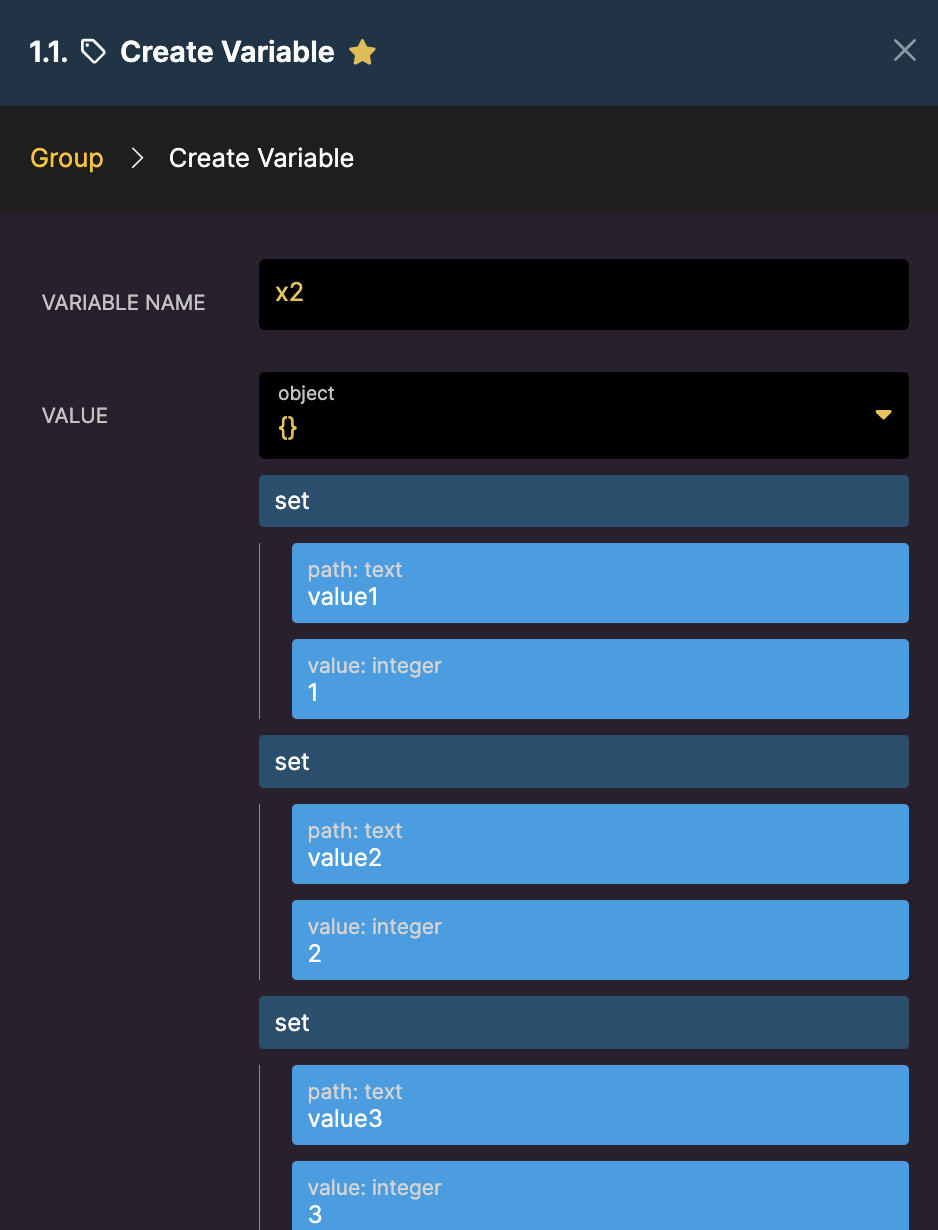 1.1. Create Variable
Group > Create Variable
VARIABLE NAME
x2
VALUE
object
{}
set
path: text
value1
value: integer
1
set
path: text
value2
value: integer
2
set
path: text
value3
value: integer
3